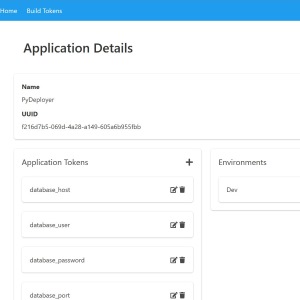 Home Build Tokens
Application Details
Name
PyDeployer
UUID
f216d7b5-069d-4a28-a149-605a6b955fbb
Application Tokens
Environments
database_host
Dev
database_user
database_password
database_port